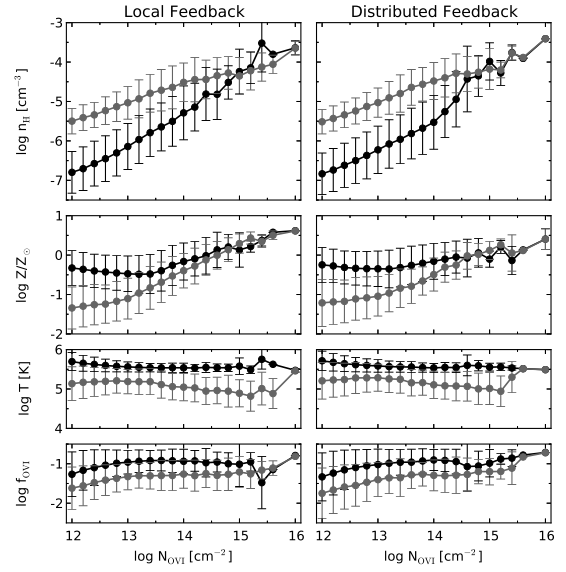 Local Feedback
Distributed Feedback
-3
-4
-5
-6
-7
log n_H [cm^-3]
1
0
-1
-2
log Z/Z_⊙
6
5
4
log T [K]
-1
-2
log f_OVI
12 13 14 15 16
12 13 14 15 16
log N_OVI [cm^-2]
log N_OVI [cm^-2]